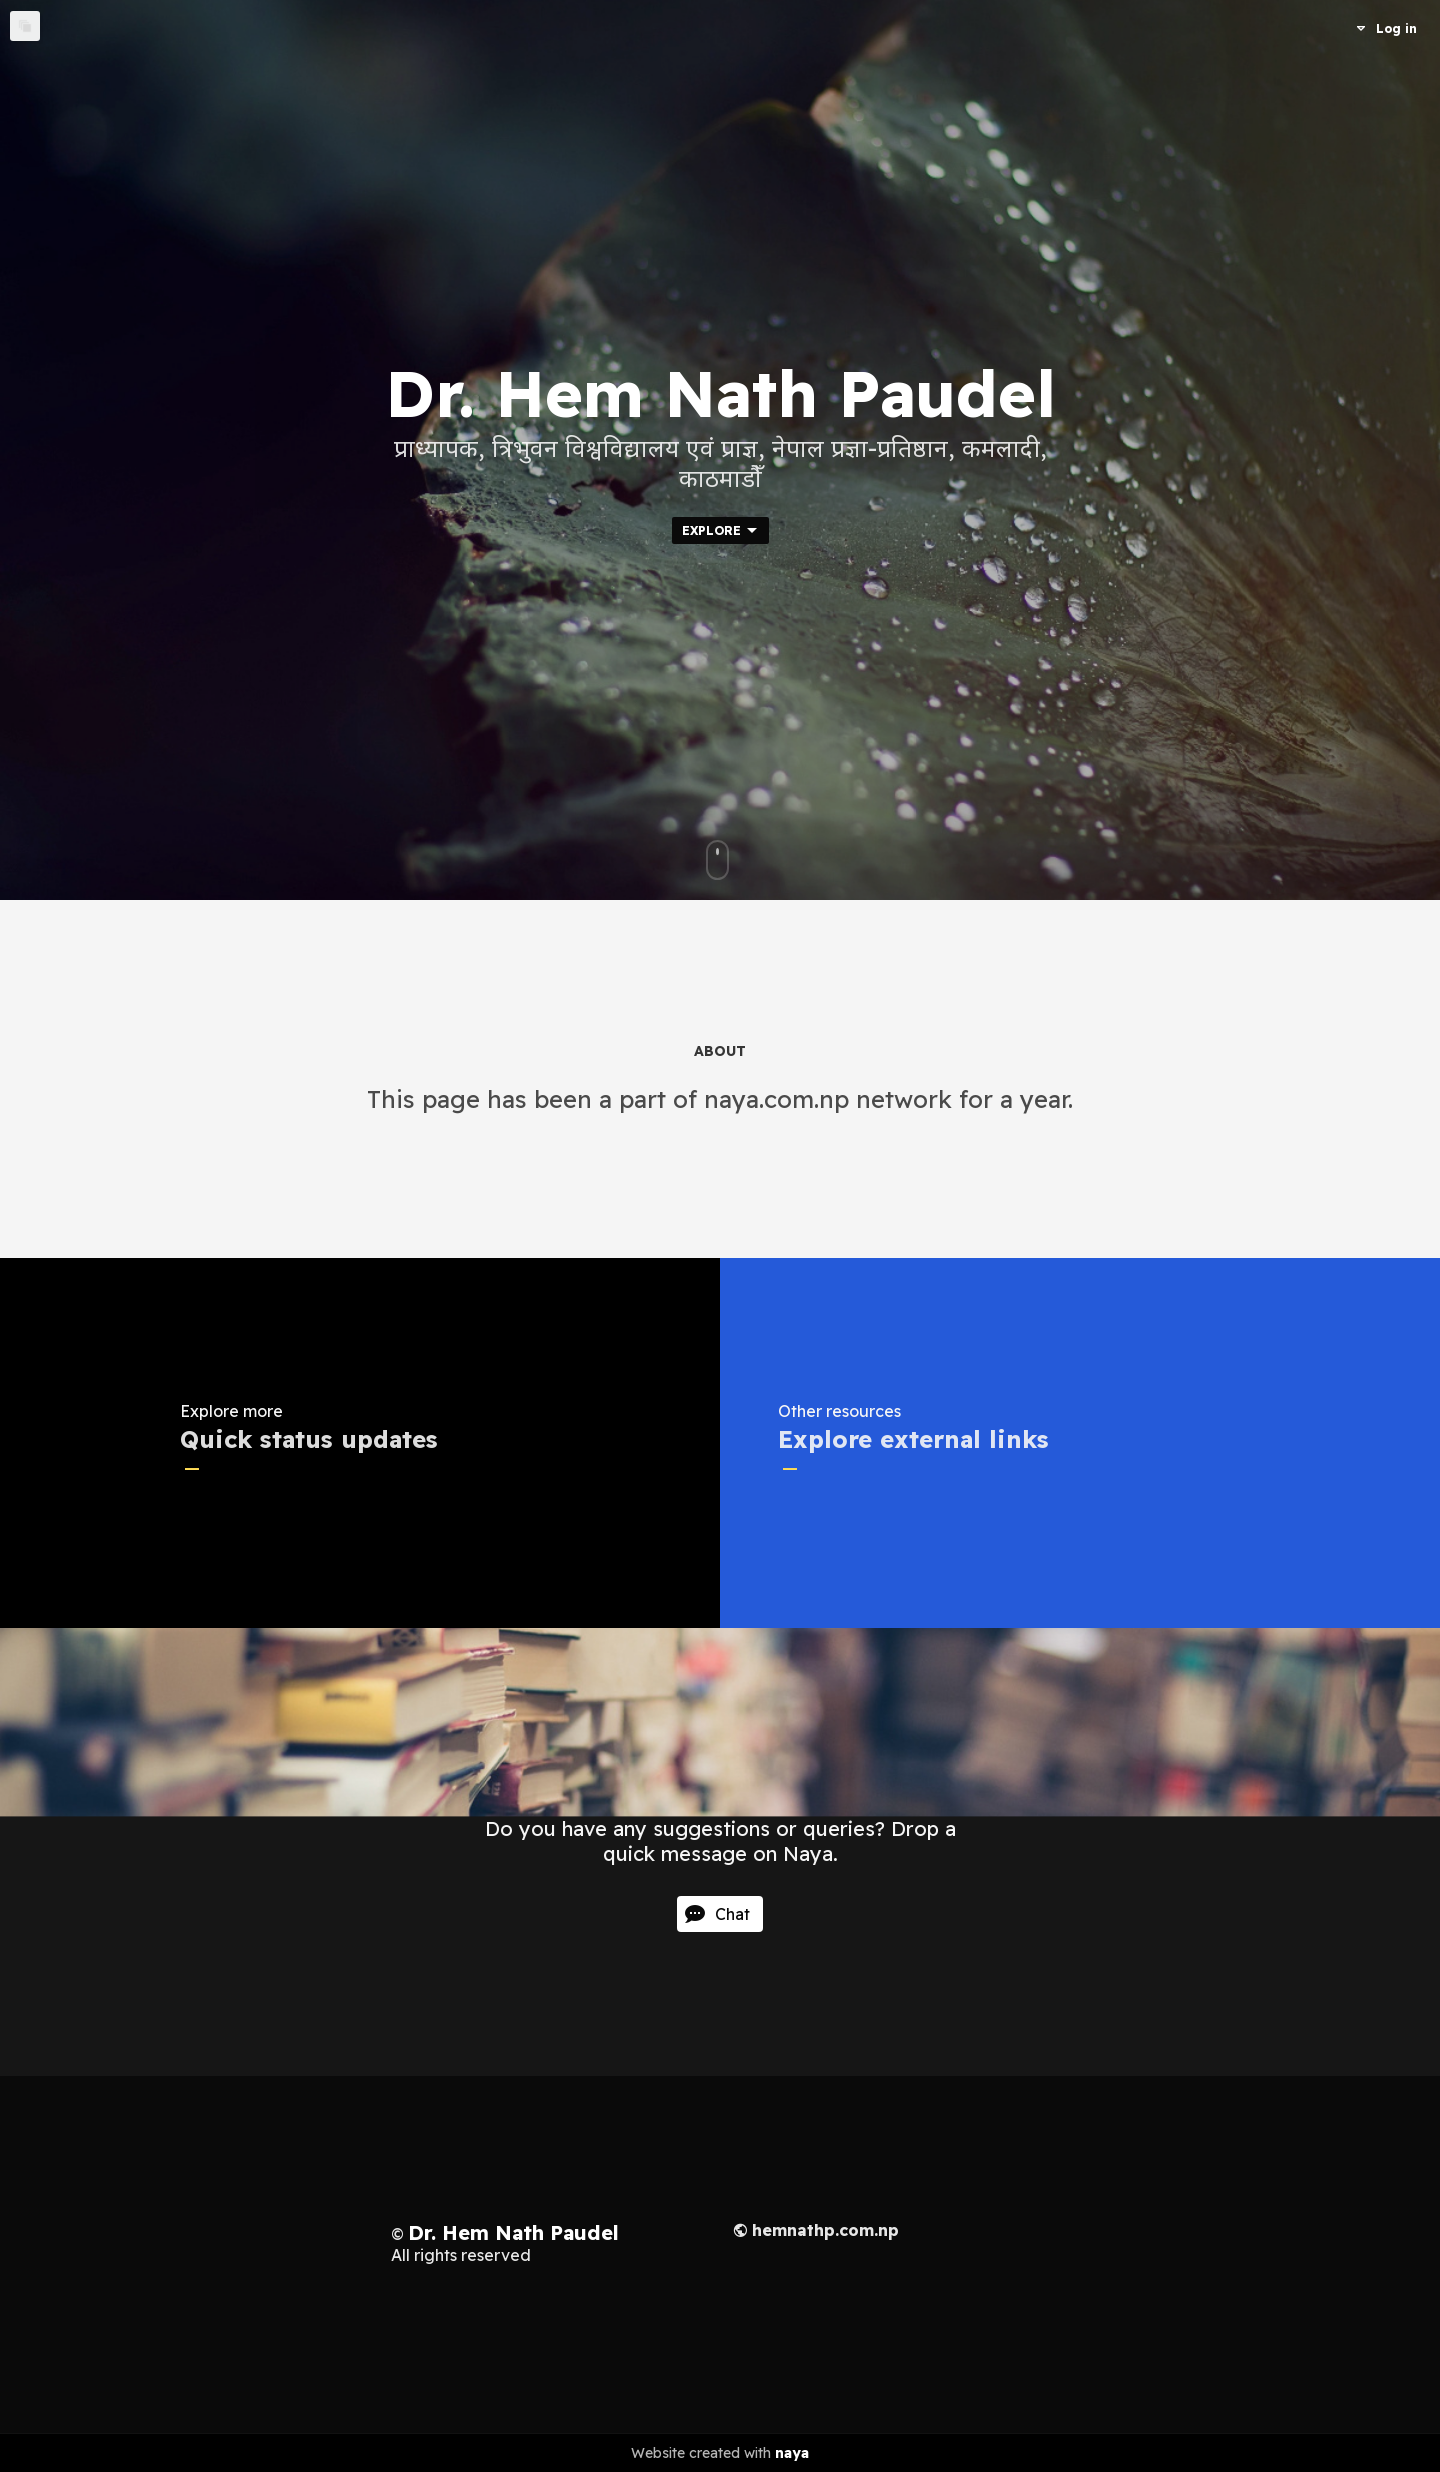 Log in
Dr. Hem Nath Paudel
प्राध्यापक, त्रिभुवन विश्वविद्यालय एवं प्राज्ञ, नेपाल प्रज्ञा-प्रतिष्ठान, कमलादी,
काठमाडौँ
EXPLORE
ABOUT
This page has been a part of naya.com.np network for a year.
Explore more
Quick status updates
Other resources
Explore external links
Do you have any suggestions or queries? Drop a
quick message on Naya.
Chat
© Dr. Hem Nath Paudel
All rights reserved
hemnathp.com.np
Website created with naya